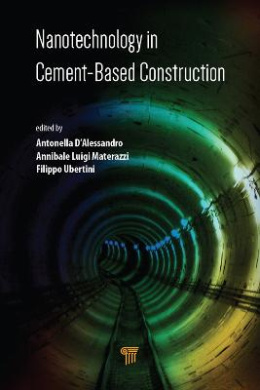 Nanotechnology in
Cement-Based Construction
edited by
Antonella D'Alessandro
Annibale Luigi Materazzi
Filippo Ubertini